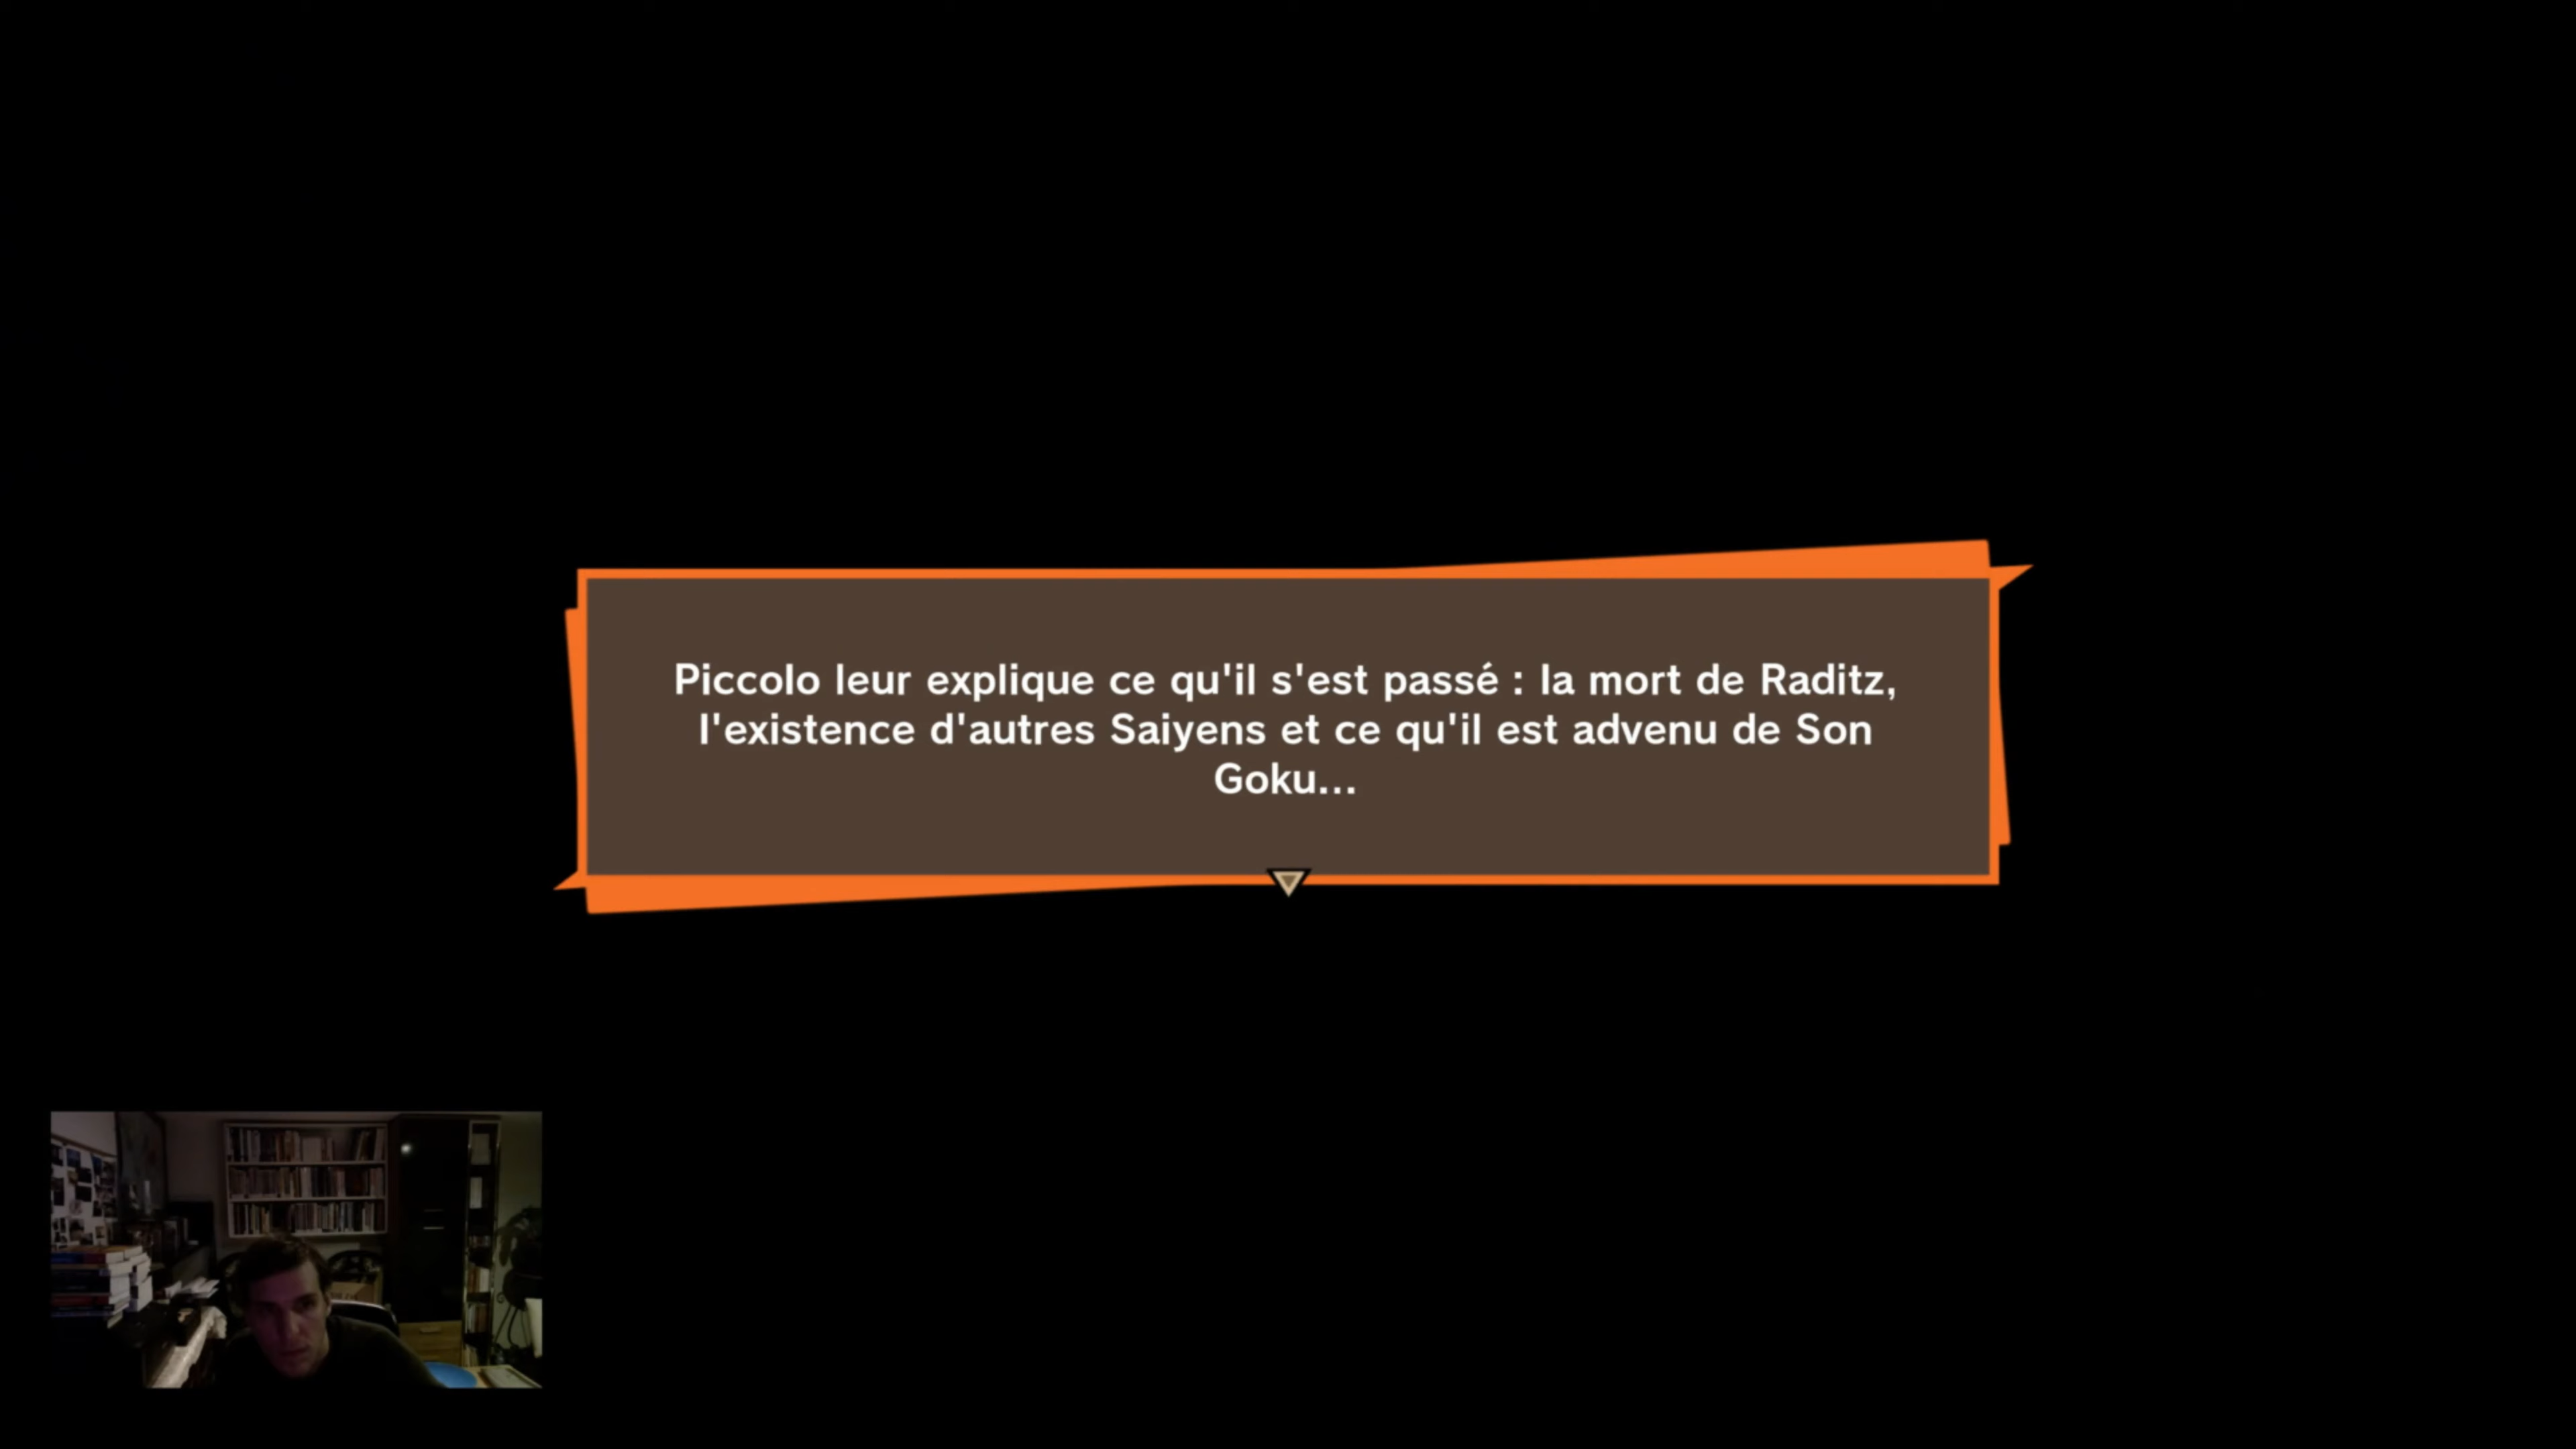 Piccolo leur explique ce qu'il s'est passé : la mort de Raditz,
l'existence d'autres Saiyens et ce qu'il est advenu de Son
Goku...